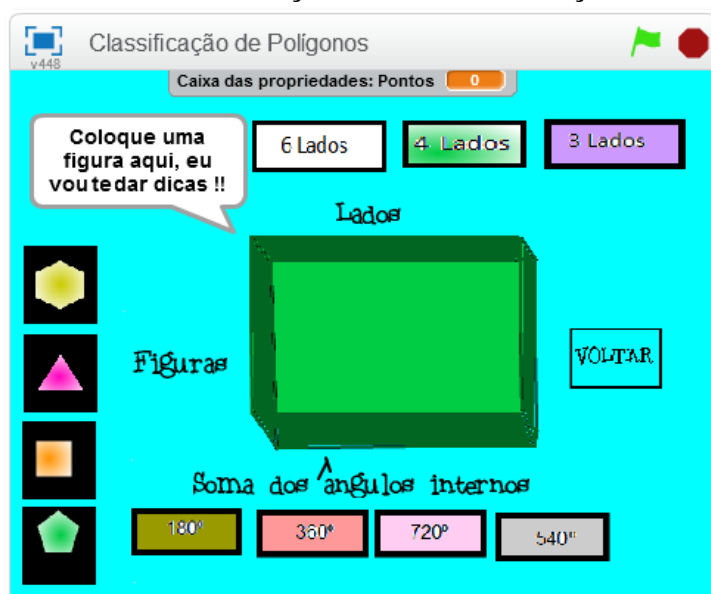 Classificação de Polígonos
v448
Caixa das propriedades: Pontos 0
Coloque uma
figura aqui, eu
vou te dar dicas !!
6 Lados
4 Lados
3 Lados
Lados
Figuras
VOLTAR
Soma dos ângulos internos
180º
360º
720º
540º